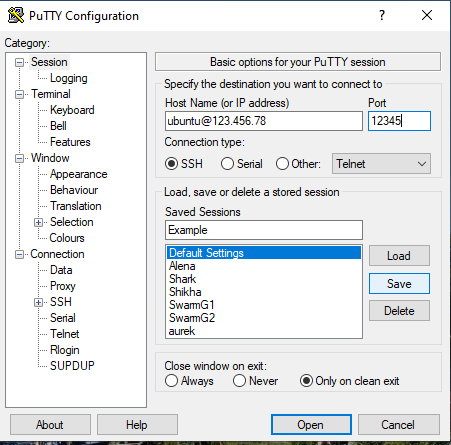 PuTTY Configuration
?
Category:
Session
Logging
Terminal
Keyboard
Bell
Features
Window
Appearance
Behaviour
Translation
Selection
Colours
Connection
Data
Proxy
SSH
Serial
Telnet
Rlogin
SUPDUP
Basic options for your PuTTY session
Specify the destination you want to connect to
Host Name (or IP address) Port
ubuntu@123.456.78 12345
Connection type:
SSH Serial Other: Telnet
Load, save or delete a stored session
Saved Sessions
Example
Default Settings
Alena
Shark
Shikha
SwarmG1
SwarmG2
aurek
Load
Save
Delete
Close window on exit:
Always Never Only on clean exit
About Help Open Cancel